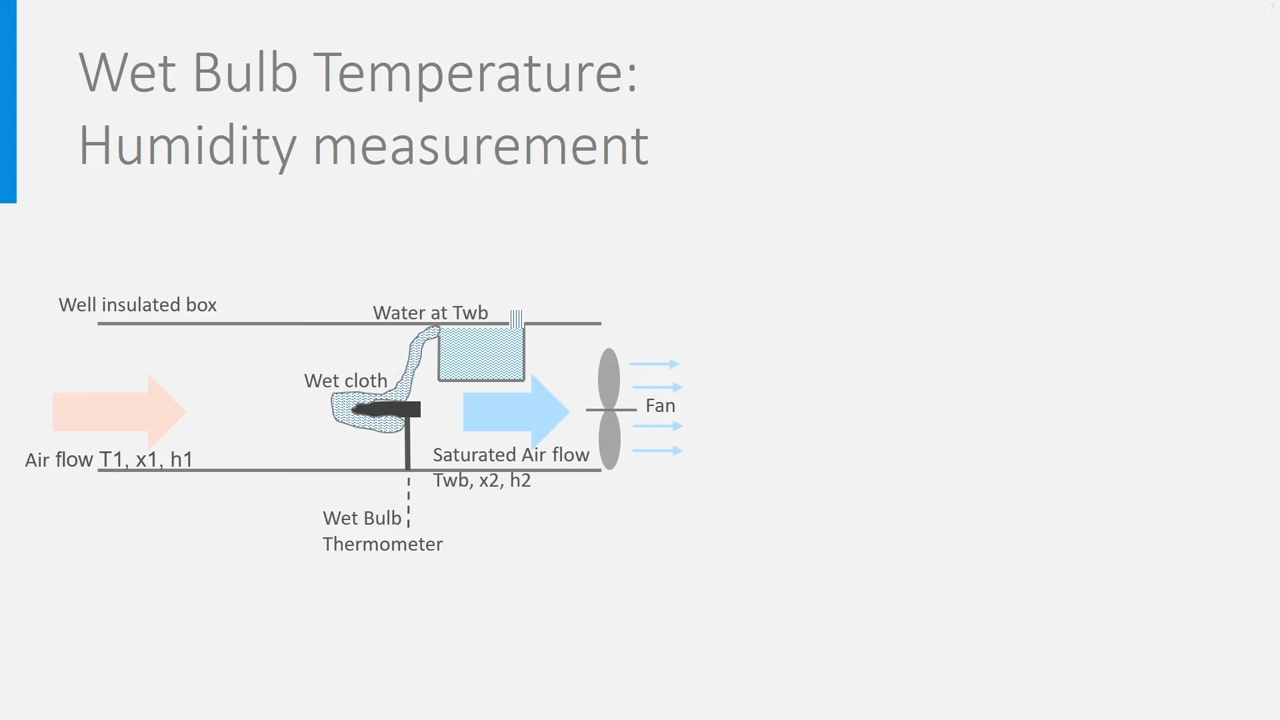 7
Wet Bulb Temperature:
Humidity measurement
Well insulated box
Water at Twb
Wet cloth
Fan
Air flow T1, x1, h1
Saturated Air flow
Twb, x2, h2
Wet Bulb
Thermometer